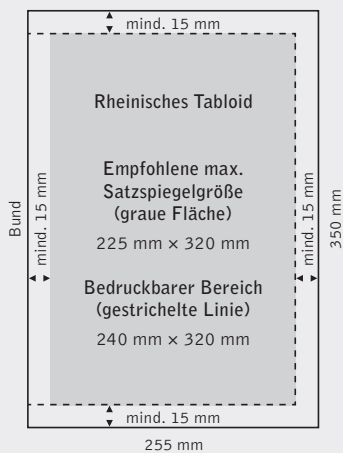 mind. 15 mm
Rheinisches Tabloid
Empfohlene max.
Satzspiegelgröße
(graue Fläche)
225 mm × 320 mm
Bedruckbarer Bereich
(gestrichelte Linie)
240 mm × 320 mm
Bund
mind. 15 mm
mind. 15 mm
350 mm
mind. 15 mm
255 mm